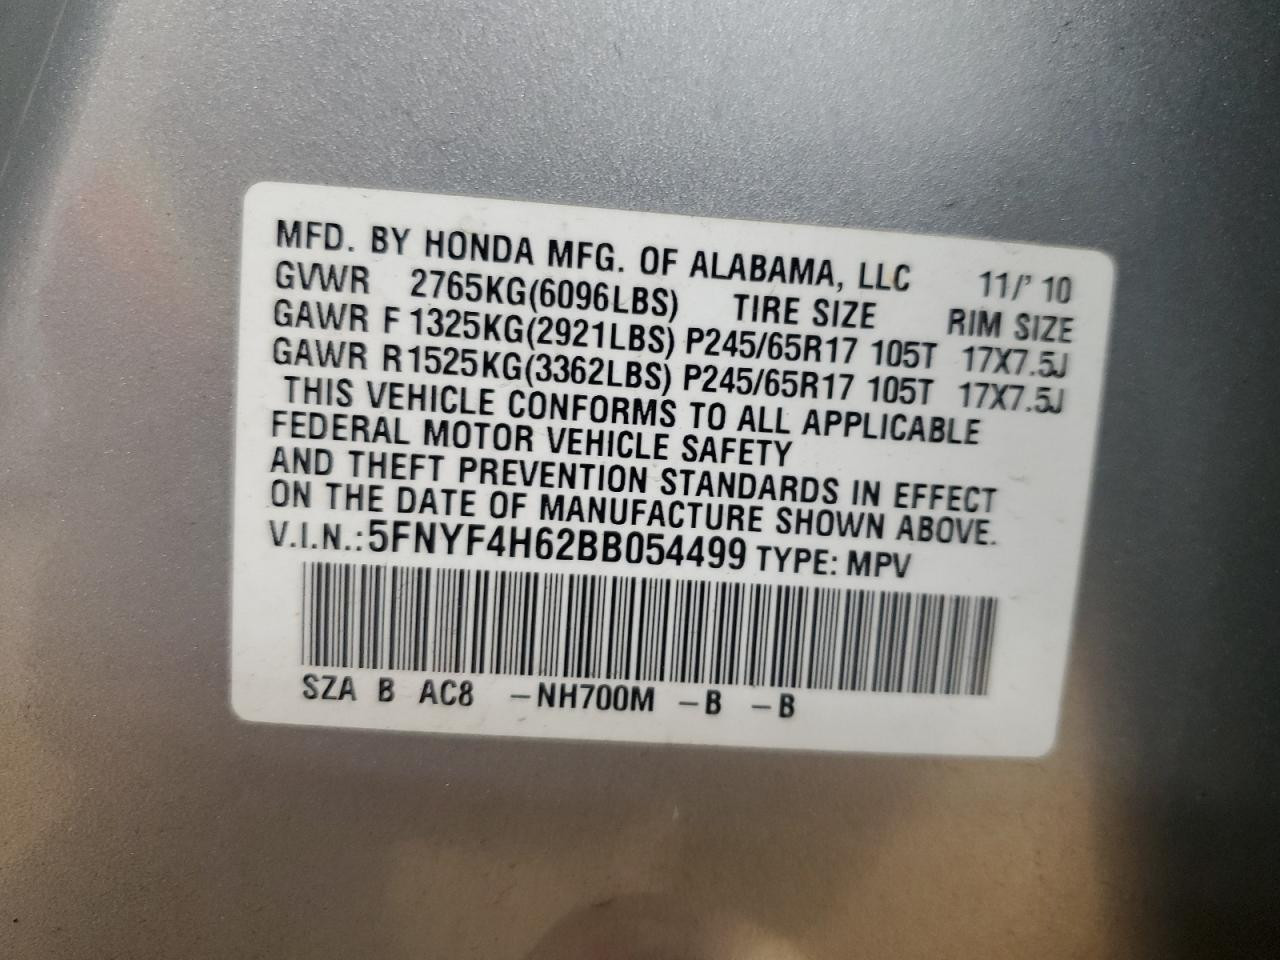 MFD. BY HONDA MFG. OF ALABAMA, LLC 11/' 10
GVWR 2765KG(6096LBS) TIRE SIZE RIM SIZE
GAWR F 1325KG(2921LBS) P245/65R17 105T 17X7.5J
GAWR R1525KG(3362LBS) P245/65R17 105T 17X7.5J
THIS VEHICLE CONFORMS TO ALL APPLICABLE
FEDERAL MOTOR VEHICLE SAFETY
AND THEFT PREVENTION STANDARDS IN EFFECT
ON THE DATE OF MANUFACTURE SHOWN ABOVE.
V.I.N.:5FNYF4H62BB054499 TYPE: MPV
SZA B AC8 -NH700M -B -B